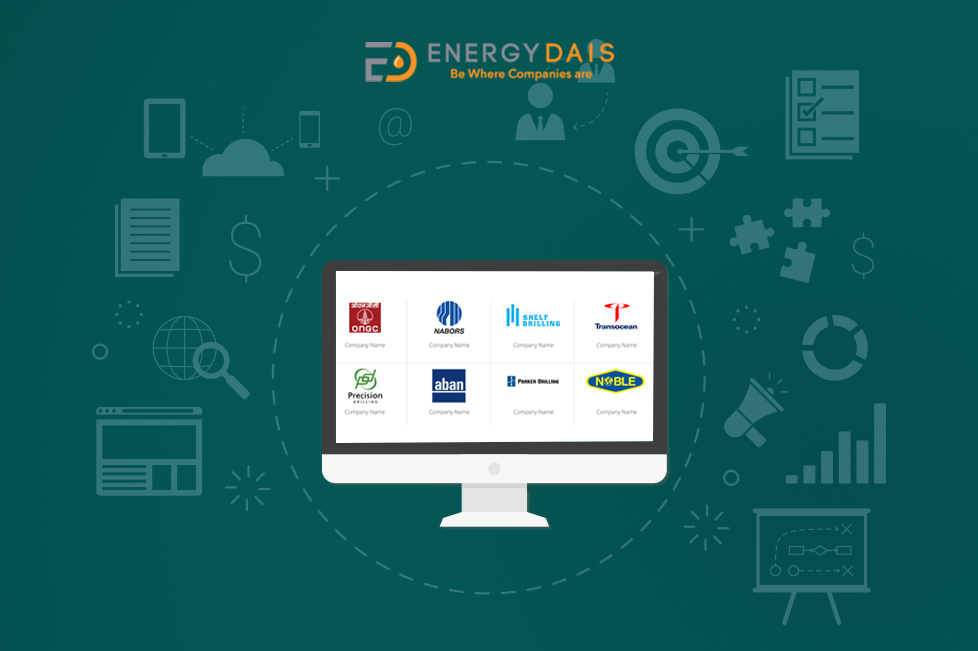 ENERGYDAIS
Be Where Companies are
@
$
$
ओएनजीसी
ongc
Company Name
NABORS
Company Name
SHELF
DRILLING
Company Name
Transocean
Company Name
Precision
DRILLING
Company Name
aban
Company Name
PARKER DRILLING
Company Name
NOBLE
Company Name